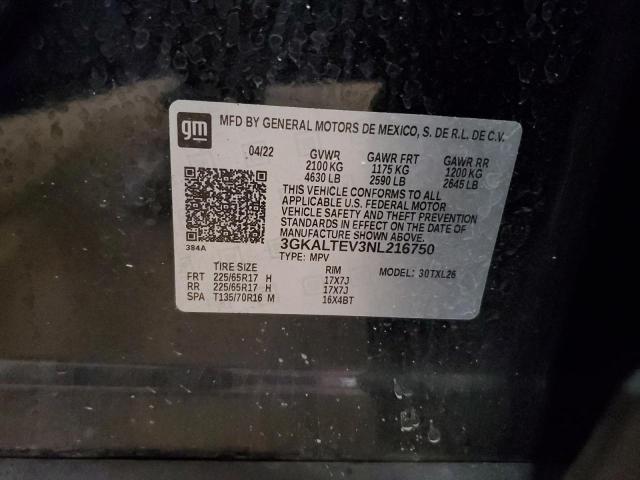 gm
MFD BY GENERAL MOTORS DE MEXICO, S. DE R.L. DE C.V.
04/22 GVWR GAWR FRT GAWR RR
2100 KG 1175 KG 1200 KG
4630 LB 2590 LB 2645 LB
THIS VEHICLE CONFORMS TO ALL
APPLICABLE U.S. FEDERAL MOTOR
VEHICLE SAFETY AND THEFT PREVENTION
STANDARDS IN EFFECT ON THE DATE OF
MANUFACTURE SHOWN ABOVE.
384A
3GKALTEV3NL216750
TYPE: MPV
TIRE SIZE RIM MODEL: 30TXL26
FRT 225/65R17 H 17X7J
RR 225/65R17 H 17X7J
SPA T135/70R16 M 16X4BT